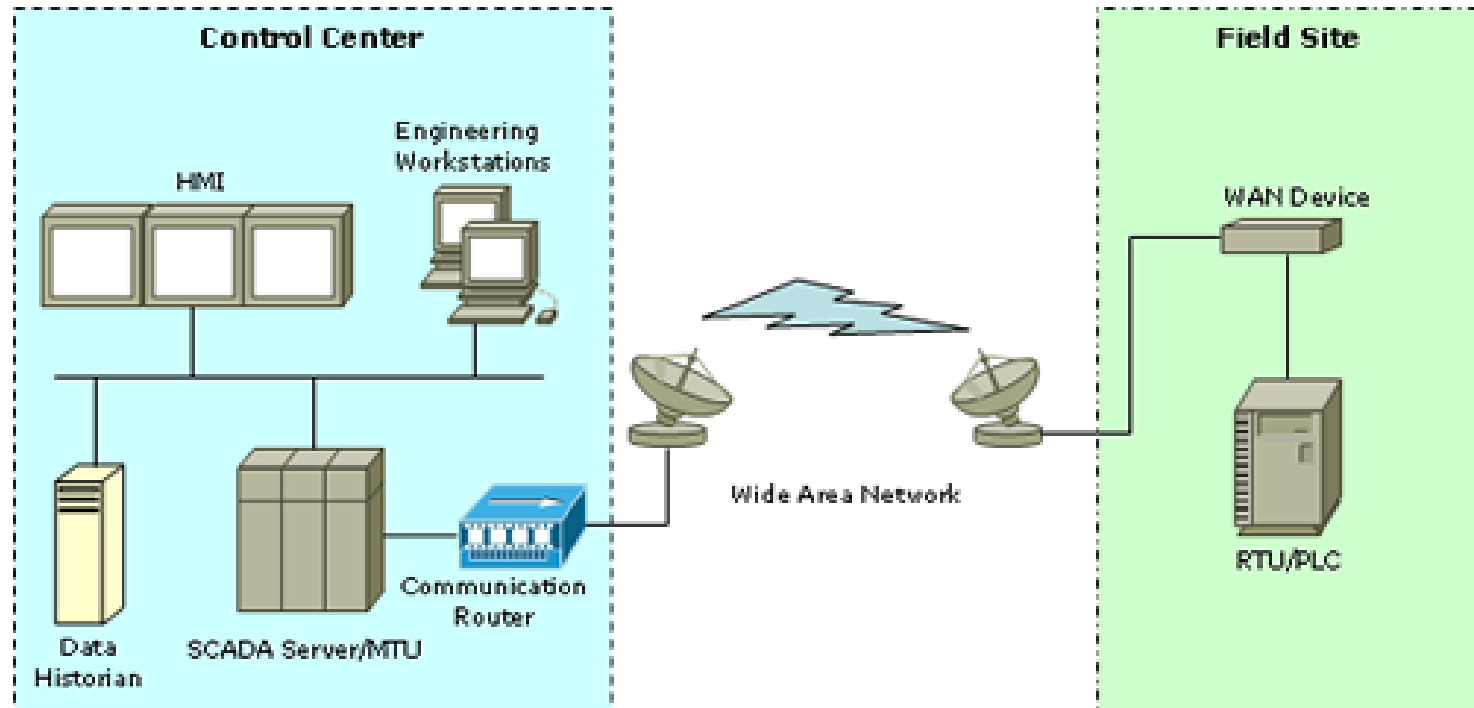 Control Center
Field Site
Engineering
Workstations
HMI
WAN Device
Wide Area Network
RTU/PLC
Communication
Router
Data
Historian
SCADA Server/MTU